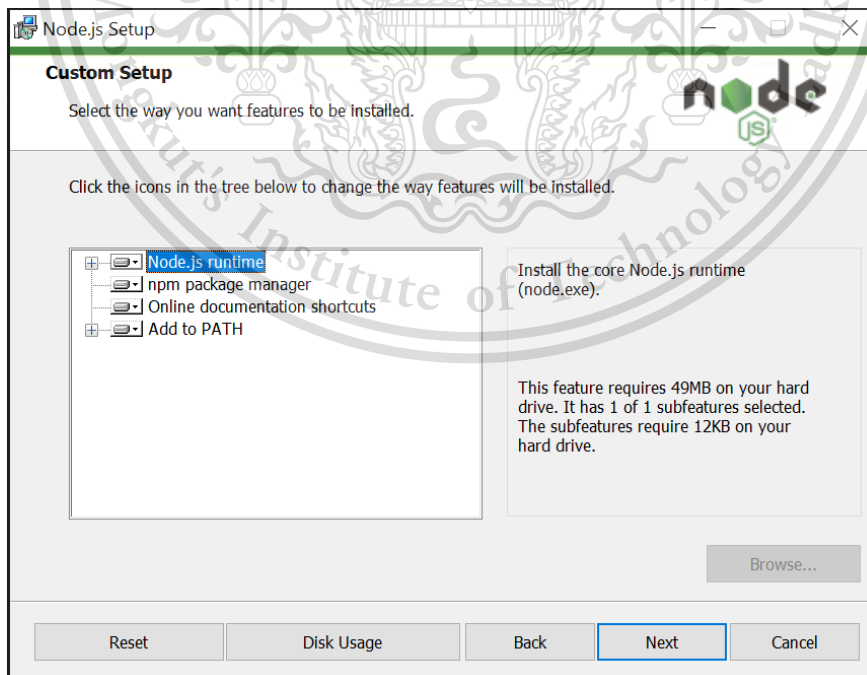 Node.js Setup
Custom Setup
Select the way you want features to be installed.
node
JS
Click the icons in the tree below to change the way features will be installed.
Node.js runtime
npm package manager
Online documentation shortcuts
Add to PATH
Install the core Node.js runtime
(node.exe).
This feature requires 49MB on your hard
drive. It has 1 of 1 subfeatures selected.
The subfeatures require 12KB on your
hard drive.
Browse...
Reset
Disk Usage
Back
Next
Cancel
Institute of Technology